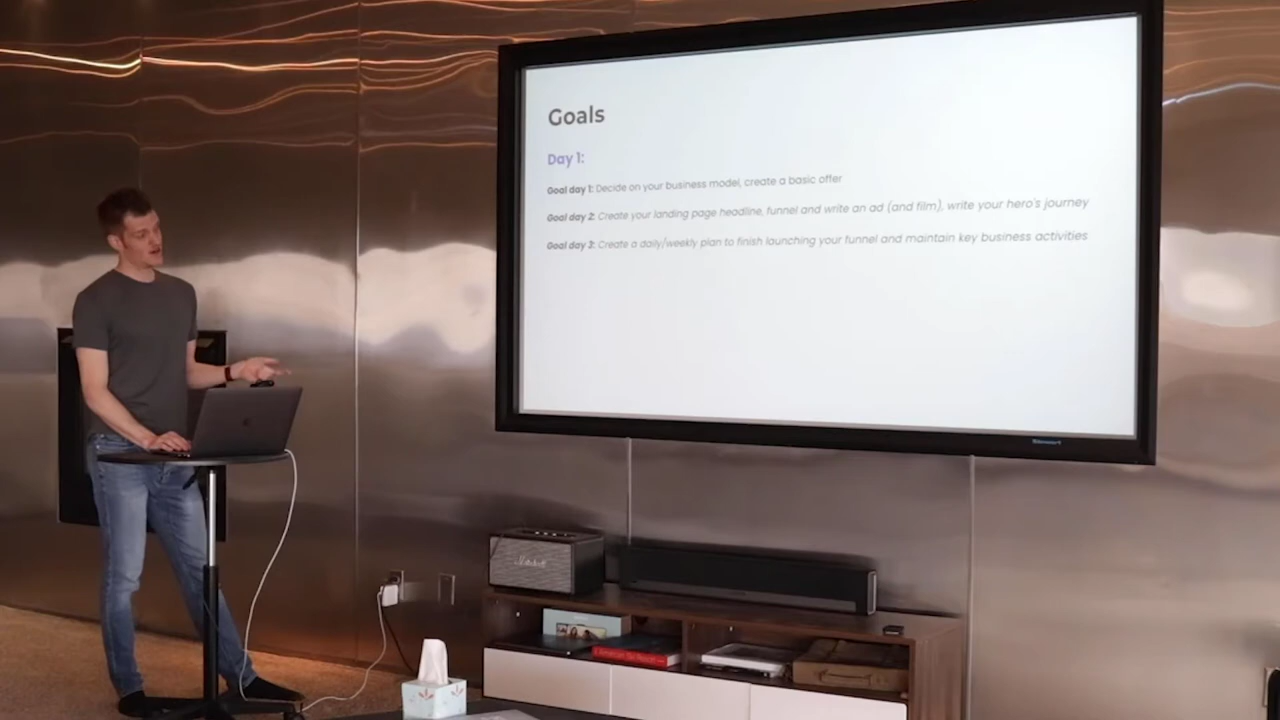 Goals
Day 1:
Goal day 1: Decide on your business model, create a basic offer
Goal day 2: Create your landing page headline, funnel and write an ad (and film), write your hero's journey
Goal day 3: Create a daily/weekly plan to finish launching your funnel and maintain key business activities
Stewart
Marshall